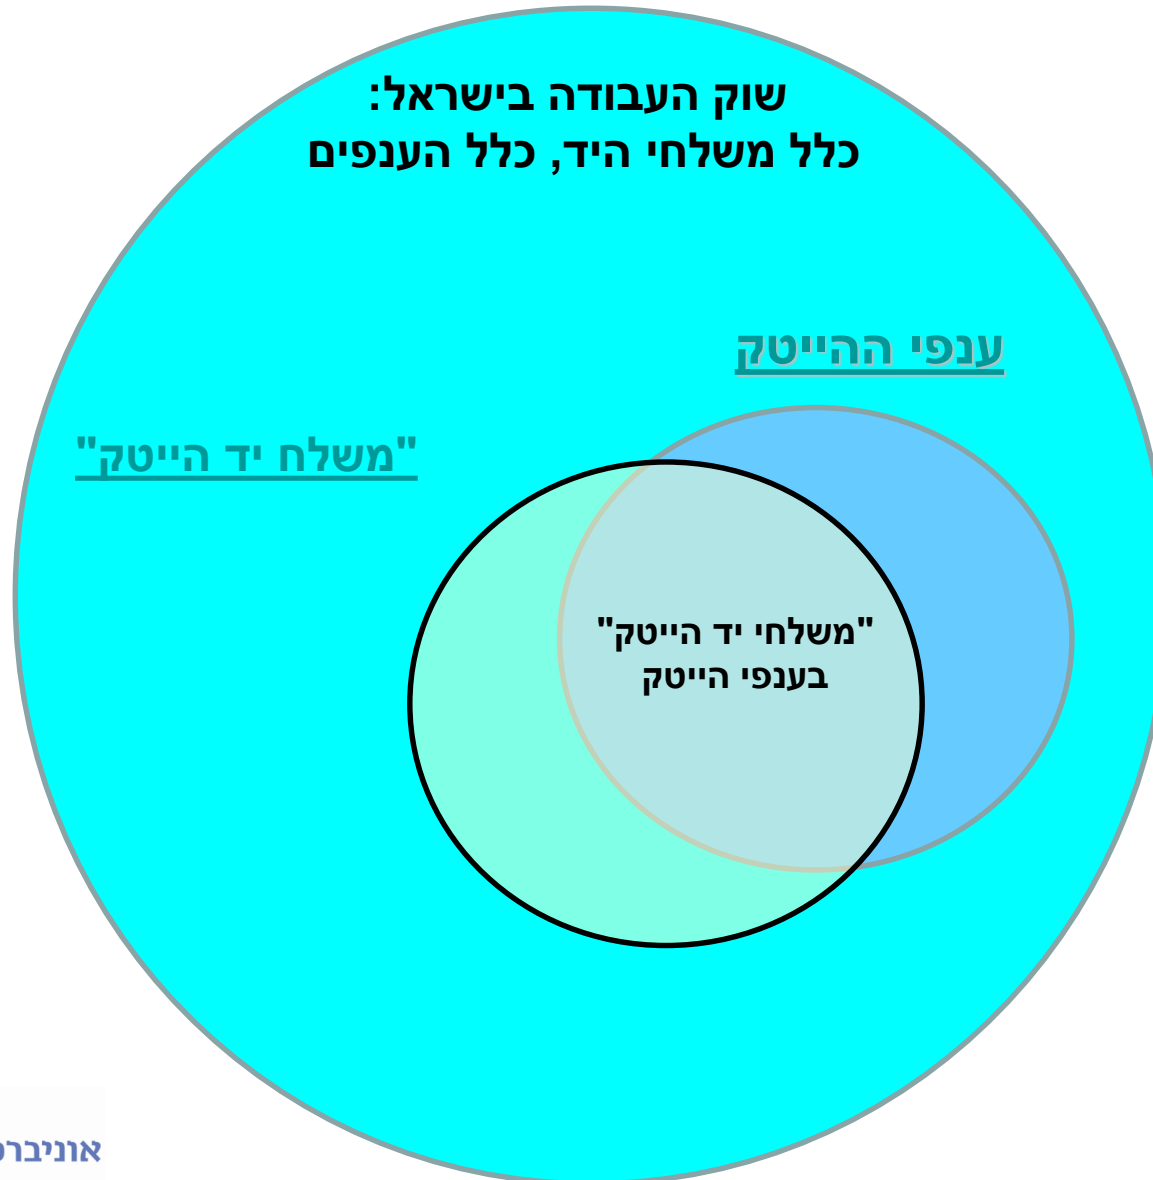 שוק העבודה בישראל:
כלל משלחי היד, כלל הענפים
ענפי ההייטק
"משלח יד הייטק"
"משלחי יד הייטק"
בענפי הייטק